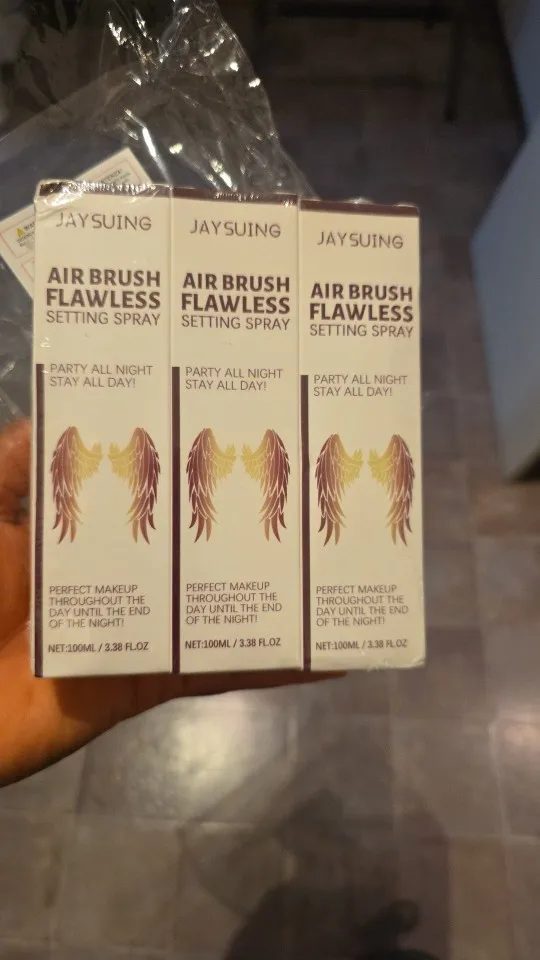 JAYSUING
AIR BRUSH
FLAWLESS
SETTING SPRAY
PARTY ALL NIGHT
STAY ALL DAY!
PERFECT MAKEUP
THROUGHOUT THE
DAY UNTIL THE END
OF THE NIGHT!
NET:100ML / 3.38 FL.OZ
JAYSUING
AIR BRUSH
FLAWLESS
SETTING SPRAY
PARTY ALL NIGHT
STAY ALL DAY!
PERFECT MAKEUP
THROUGHOUT THE
DAY UNTIL THE END
OF THE NIGHT!
NET:100ML / 3.38 FL.OZ
JAYSUING
AIR BRUSH
FLAWLESS
SETTING SPRAY
PARTY ALL NIGHT
STAY ALL DAY!
PERFECT MAKEUP
THROUGHOUT THE
DAY UNTIL THE END
OF THE NIGHT!
NET:100ML / 3.38 FL.OZ